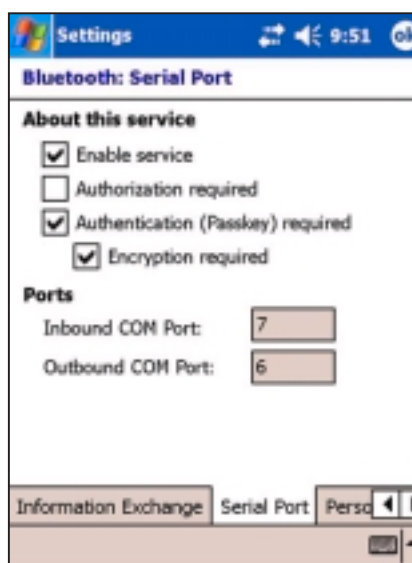 Settings 9:51 ok
Bluetooth: Serial Port
About this service
Enable service
Authorization required
Authentication (Passkey) required
Encryption required
Ports
Inbound COM Port: 7
Outbound COM Port: 6
Information Exchange Serial Port Perso